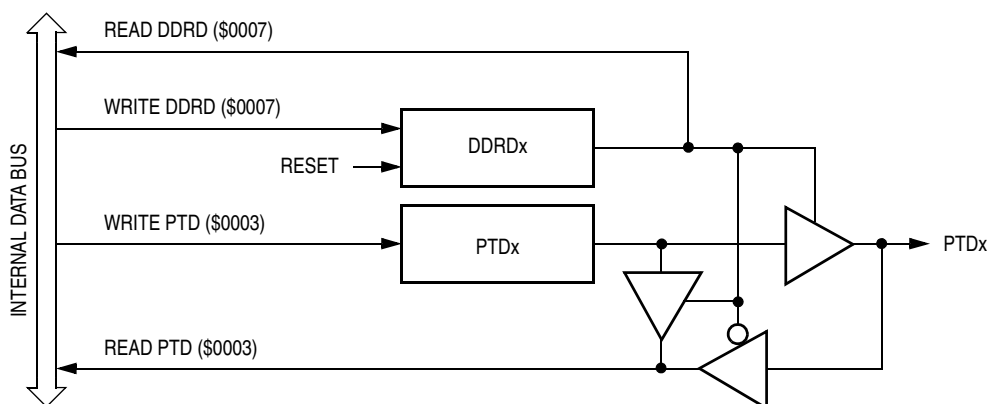 READ DDRD ($0007)
WRITE DDRD ($0007)
DDRDx
RESET
INTERNAL DATA BUS
WRITE PTD ($0003)
PTDx
PTDx
READ PTD ($0003)